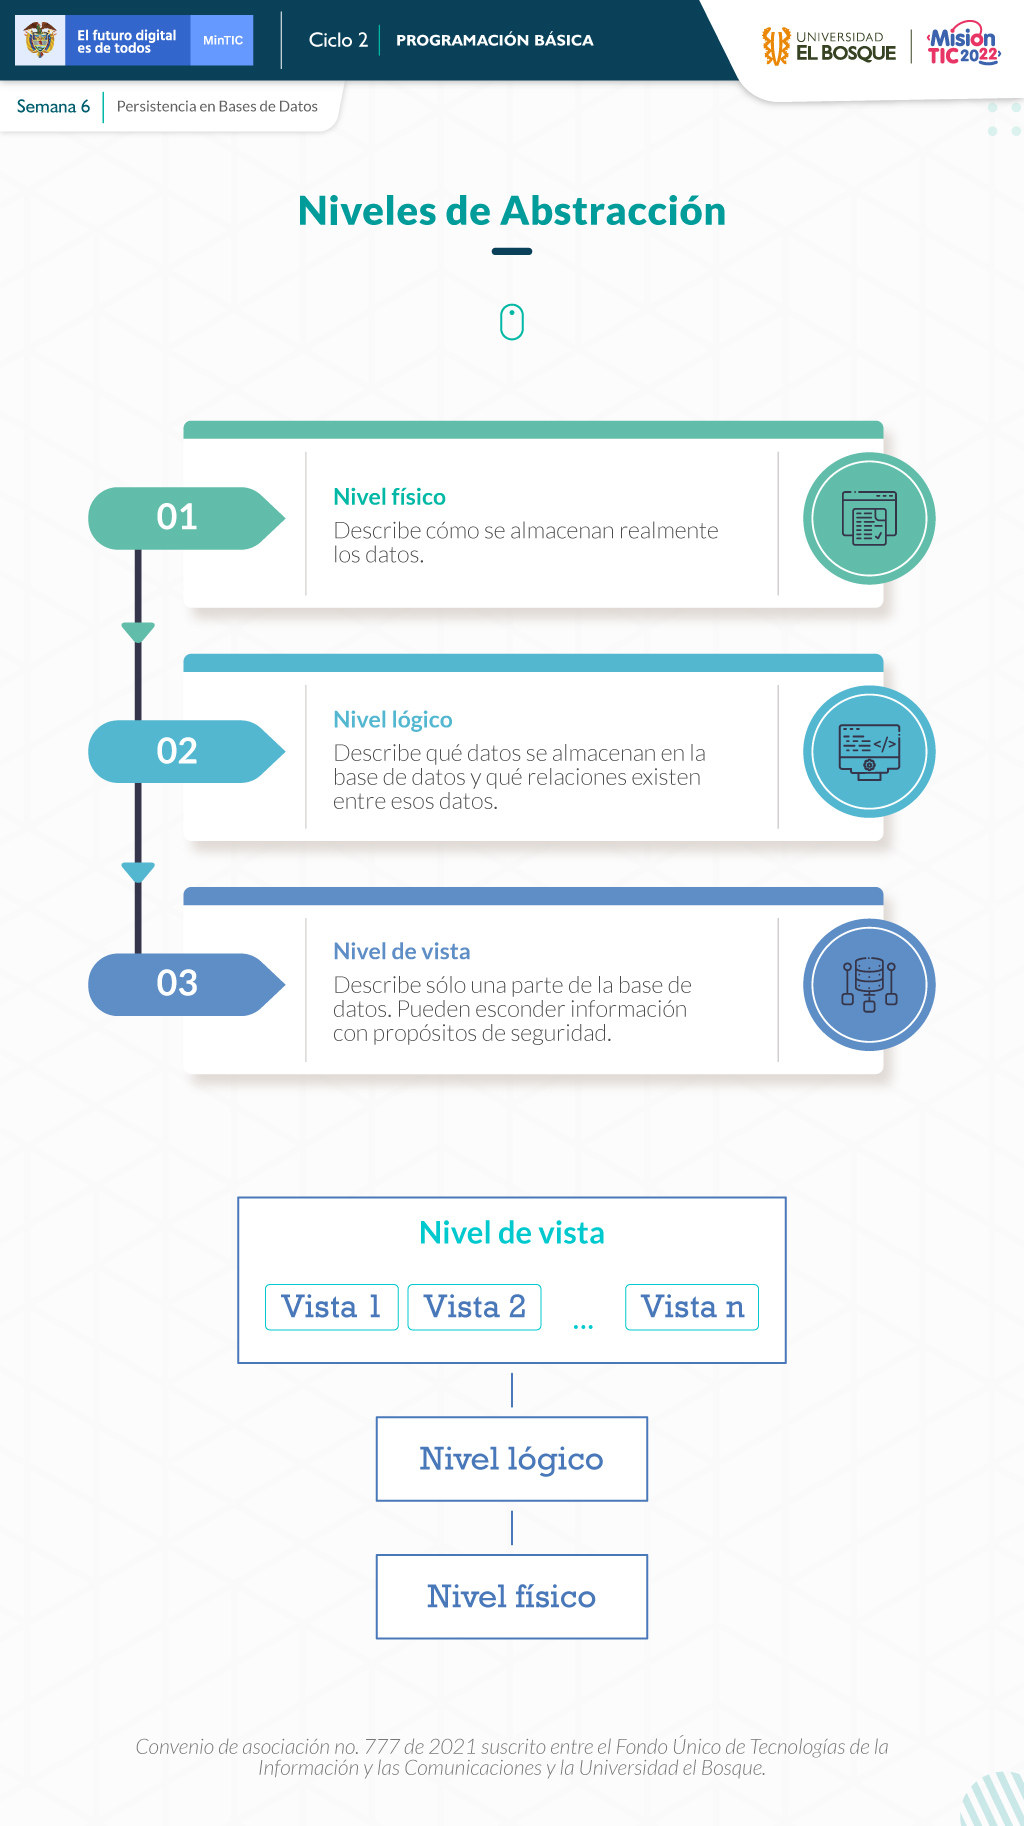 El futuro digital
es de todos
MinTIC
Ciclo 2
PROGRAMACIÓN BÁSICA
UNIVERSIDAD
EL BOSQUE
Misión
TIC 2022
Semana 6
Persistencia en Bases de Datos
Niveles de Abstracción
01
Nivel físico
Describe cómo se almacenan realmente
los datos.
02
Nivel lógico
Describe qué datos se almacenan en la
base de datos y qué relaciones existen
entre esos datos.
03
Nivel de vista
Describe sólo una parte de la base de
datos. Pueden esconder información
con propósitos de seguridad.
Nivel de vista
Vista 1 Vista 2 ... Vista n
Nivel lógico
Nivel físico
Convenio de asociación no. 777 de 2021 suscrito entre el Fondo Único de Tecnologías de la
Información y las Comunicaciones y la Universidad el Bosque.